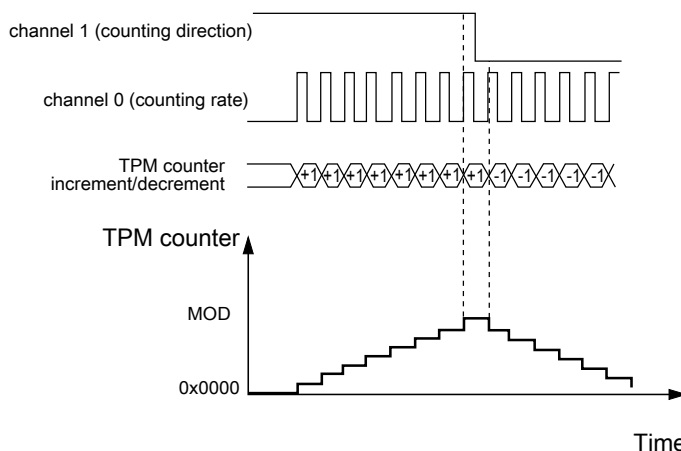 channel 1 (counting direction)
channel 0 (counting rate)
TPM counter
increment/decrement
+1 +1 +1 +1 +1 +1 +1 +1 -1 -1 -1 -1 -1
TPM counter
MOD
0x0000
Time